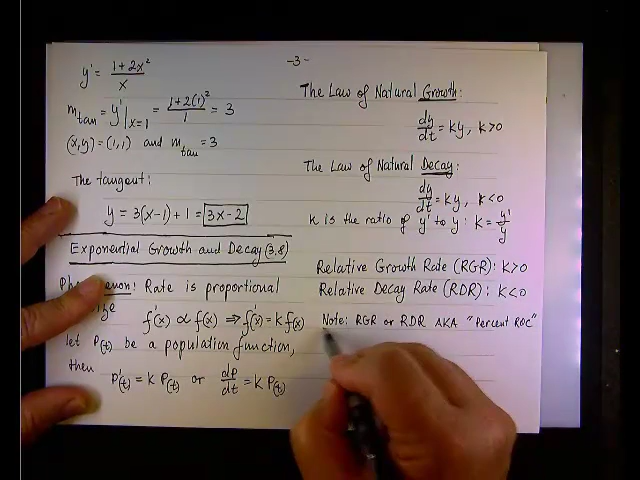 -3-
y' = (1+2x²)/x
m_tan = y'|x=1 = (1+2(1)²)/1 = 3
(x,y) = (1,1) and m_tan = 3
The tangent:
y = 3(x-1)+1 = 3x-2
Exponential Growth and Decay (3.8)
Rate is proportional
f'(x) ∝ f(x) ⇒ f'(x) = k f(x)
let P(t) be a population function,
then
P'(t) = k P(t) or dP/dt = k P(t)
The Law of Natural Growth:
dy/dt = ky, k>0
The Law of Natural Decay:
dy/dt = ky, k<0
k is the ratio of y' to y: k = y'/y
Relative Growth Rate (RGR): k>0
Relative Decay Rate (RDR): k<0
Note: RGR or RDR AKA "Percent ROC"